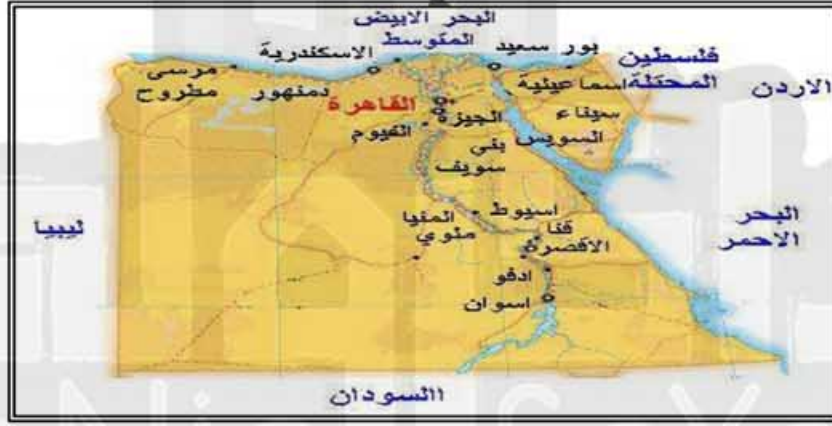 البحر الابيض
المتوسط
بور سعيد
فلسطين
المحتلة
الاردن
الاسكندرية
مرسى
مطروح
دمنهور
اسماعيلية
القاهرة
سيناء
الجيزة
السويس
الفيوم
بني
سويف
اسيوط
المنيا
ملوي
قنا
الاقصر
ادفو
اسوان
ليبيا
البحر
الاحمر
االسودان